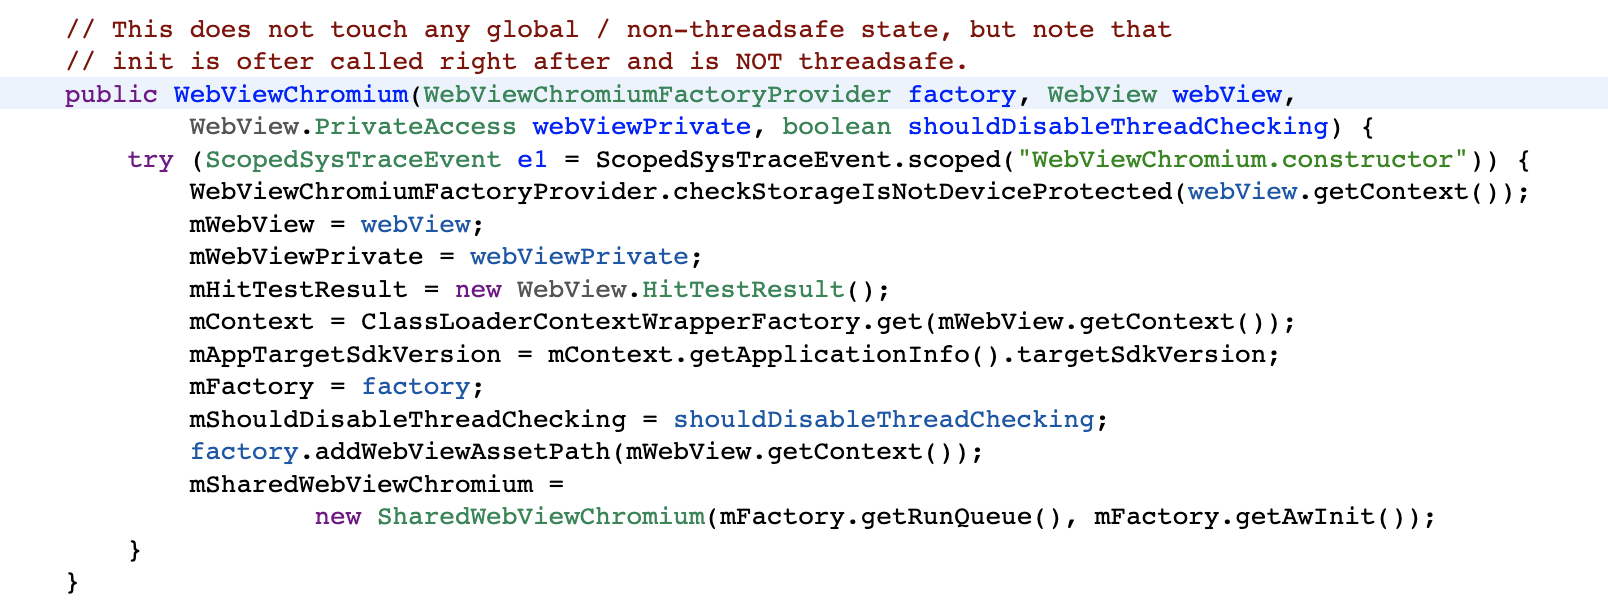 // This does not touch any global / non-threadsafe state, but note that
// init is ofter called right after and is NOT threadsafe.
public WebViewChromium(WebViewChromiumFactoryProvider factory, WebView webView,
        WebView.PrivateAccess webViewPrivate, boolean shouldDisableThreadChecking) {
    try (ScopedSysTraceEvent e1 = ScopedSysTraceEvent.scoped("WebViewChromium.constructor")) {
        WebViewChromiumFactoryProvider.checkStorageIsNotDeviceProtected(webView.getContext());
        mWebView = webView;
        mWebViewPrivate = webViewPrivate;
        mHitTestResult = new WebView.HitTestResult();
        mContext = ClassLoaderContextWrapperFactory.get(mWebView.getContext());
        mAppTargetSdkVersion = mContext.getApplicationInfo().targetSdkVersion;
        mFactory = factory;
        mShouldDisableThreadChecking = shouldDisableThreadChecking;
        factory.addWebViewAssetPath(mWebView.getContext());
        mSharedWebViewChromium =
                new SharedWebViewChromium(mFactory.getRunQueue(), mFactory.getAwInit());
    }
}